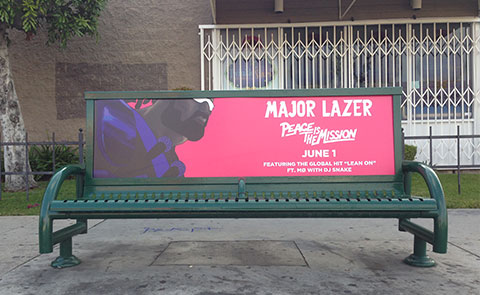 MAJOR LAZER
PEACE IS THE MISSION
JUNE 1
FEATURING THE GLOBAL HIT "LEAN ON"
FT. MØ WITH DJ SNAKE